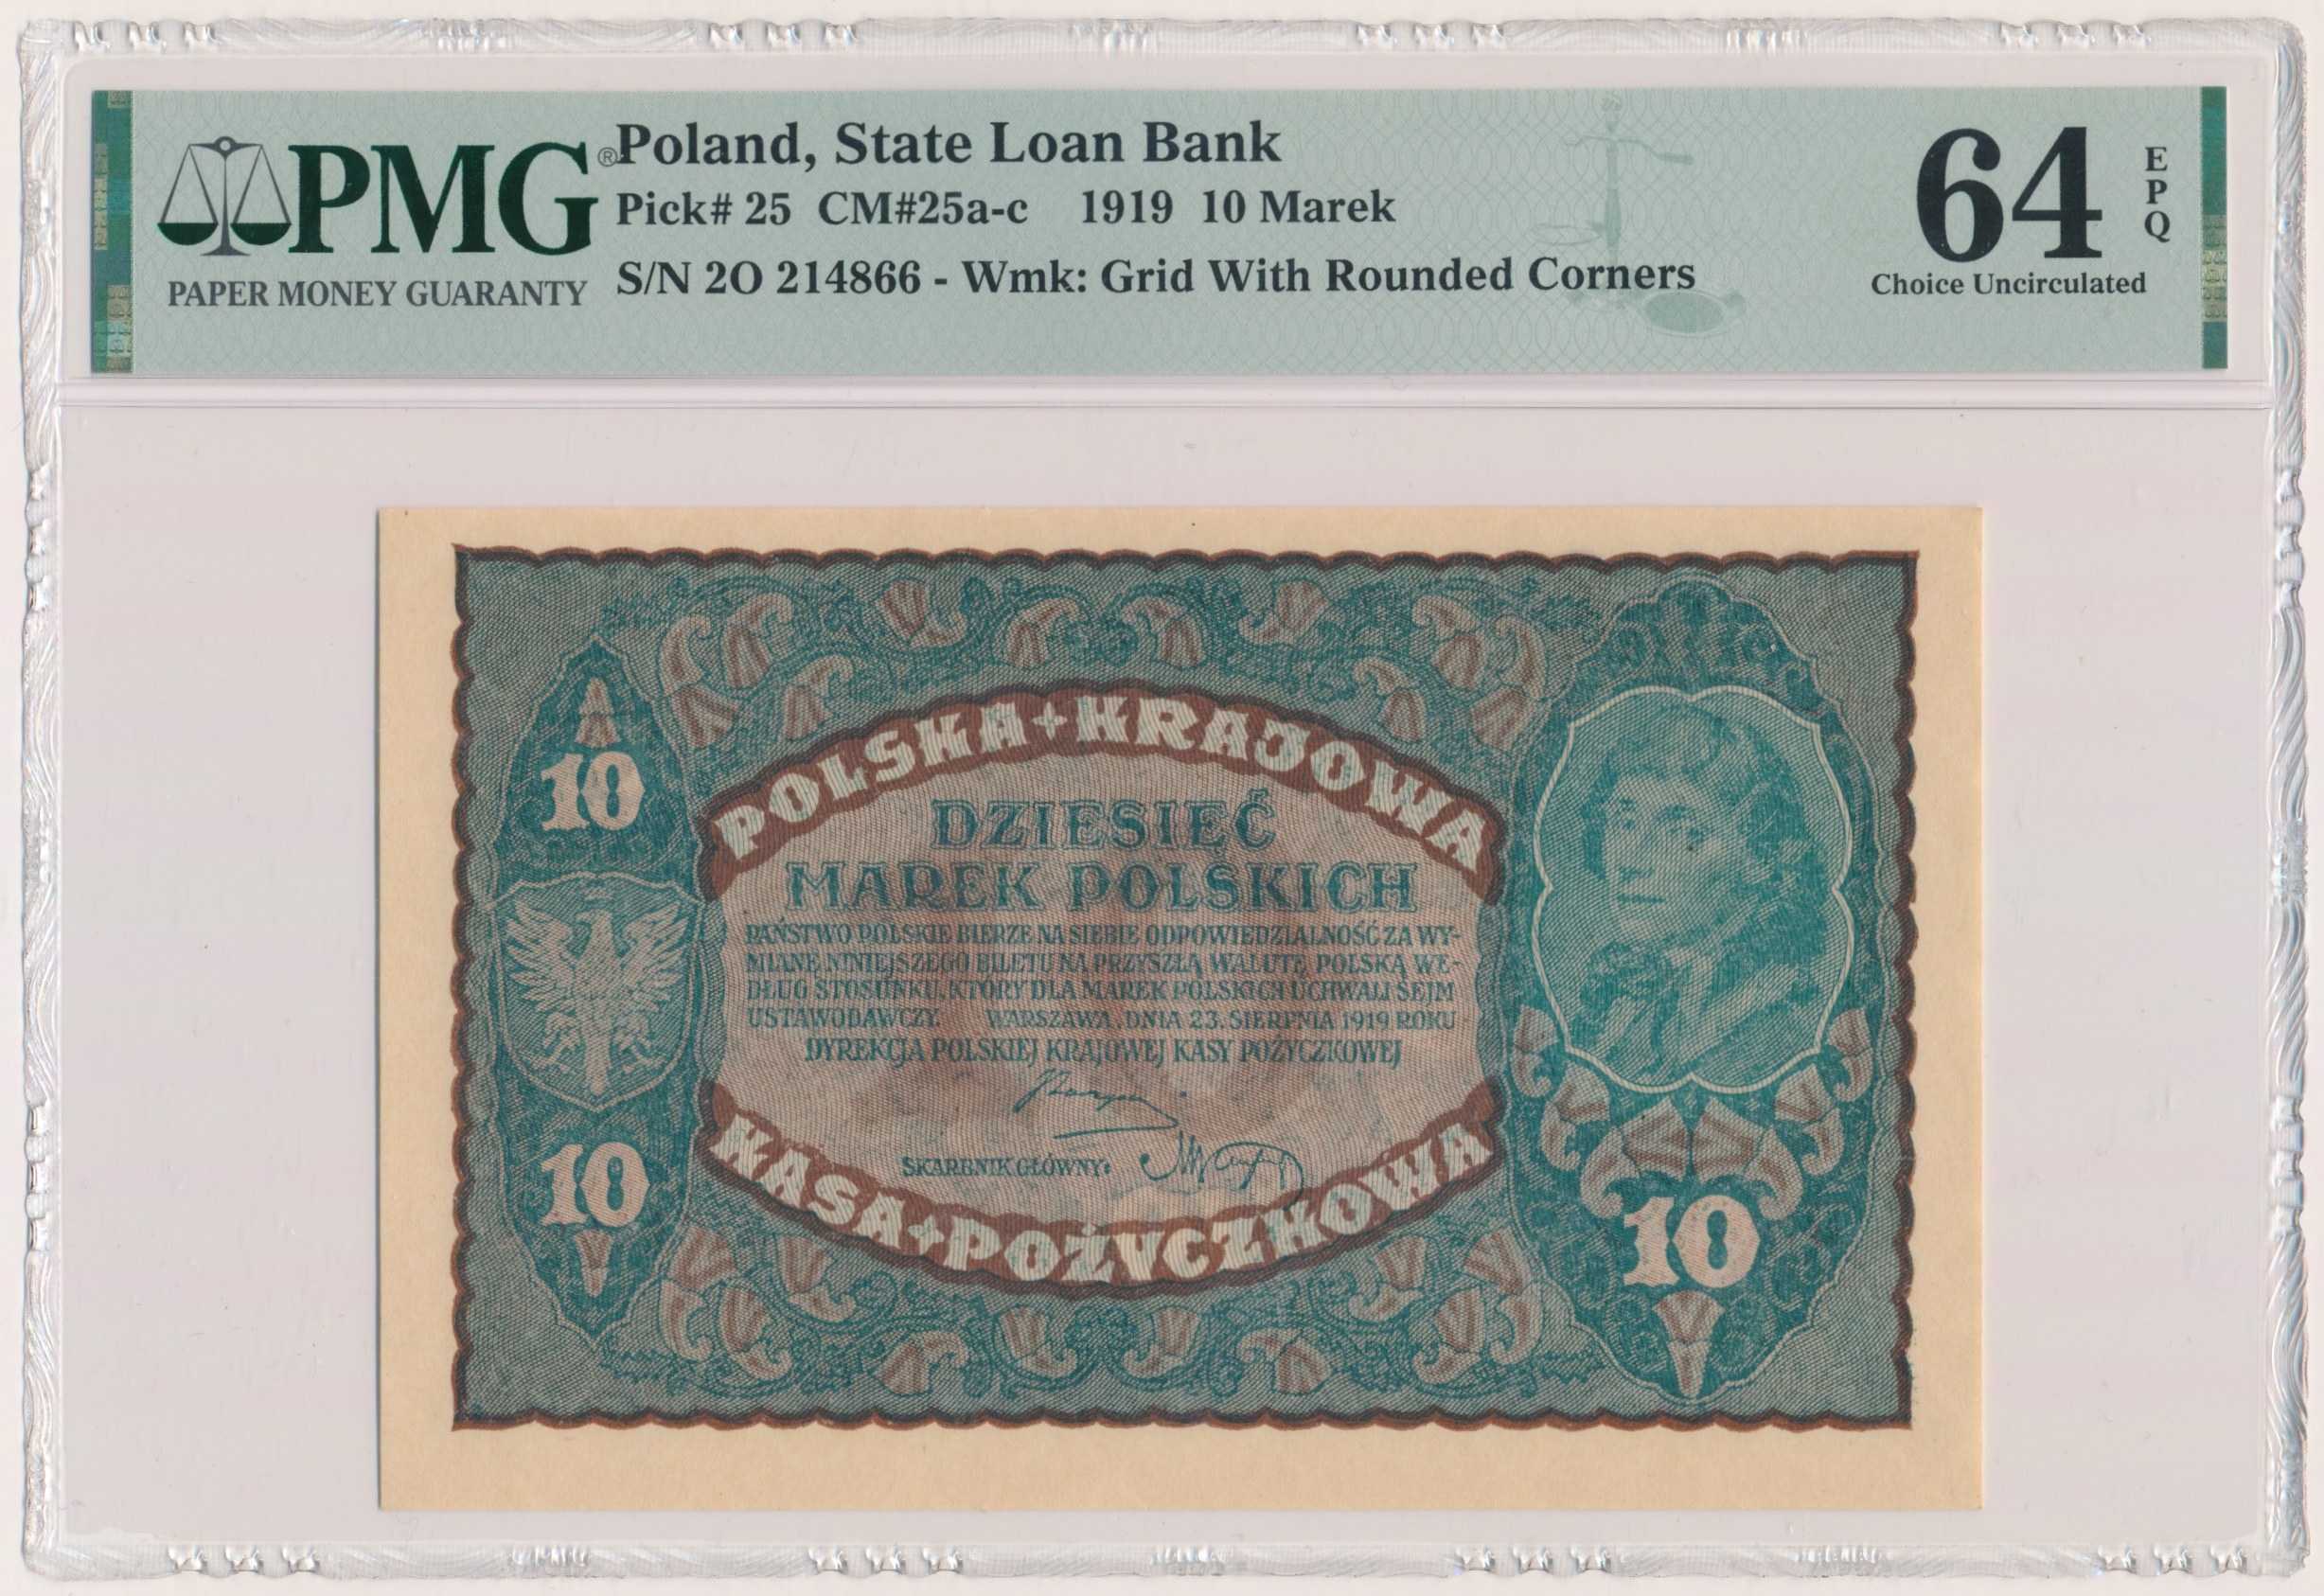 PMG®
PAPER MONEY GUARANTY
Poland, State Loan Bank
Pick# 25 CM#25a-c 1919 10 Marek
S/N 2O 214866 - Wmk: Grid With Rounded Corners
64
EPQ
Choice Uncirculated
POLSKA+KRAJOWA
10
DZIESIĘĆ
MAREK POLSKICH
PAŃSTWO POLSKIE BIERZE NA SIEBIE ODPOWIEDZIALNOŚĆ ZA WY-
MIANĘ NINIEJSZEGO BILETU NA PRZYSZŁĄ WALUTĘ POLSKĄ WE-
DŁUG STOSUNKU, KTÓRY DLA MAREK POLSKICH UCHWALI SEJM
USTAWODAWCZY. WARSZAWA, DNIA 23. SIERPNIA 1919. ROKU
DYREKCJA POLSKIEJ KRAJOWEJ KASY POŻYCZKOWEJ
SKARBNIK GŁÓWNY:
10
10
KASA+POŻYCZKOWA